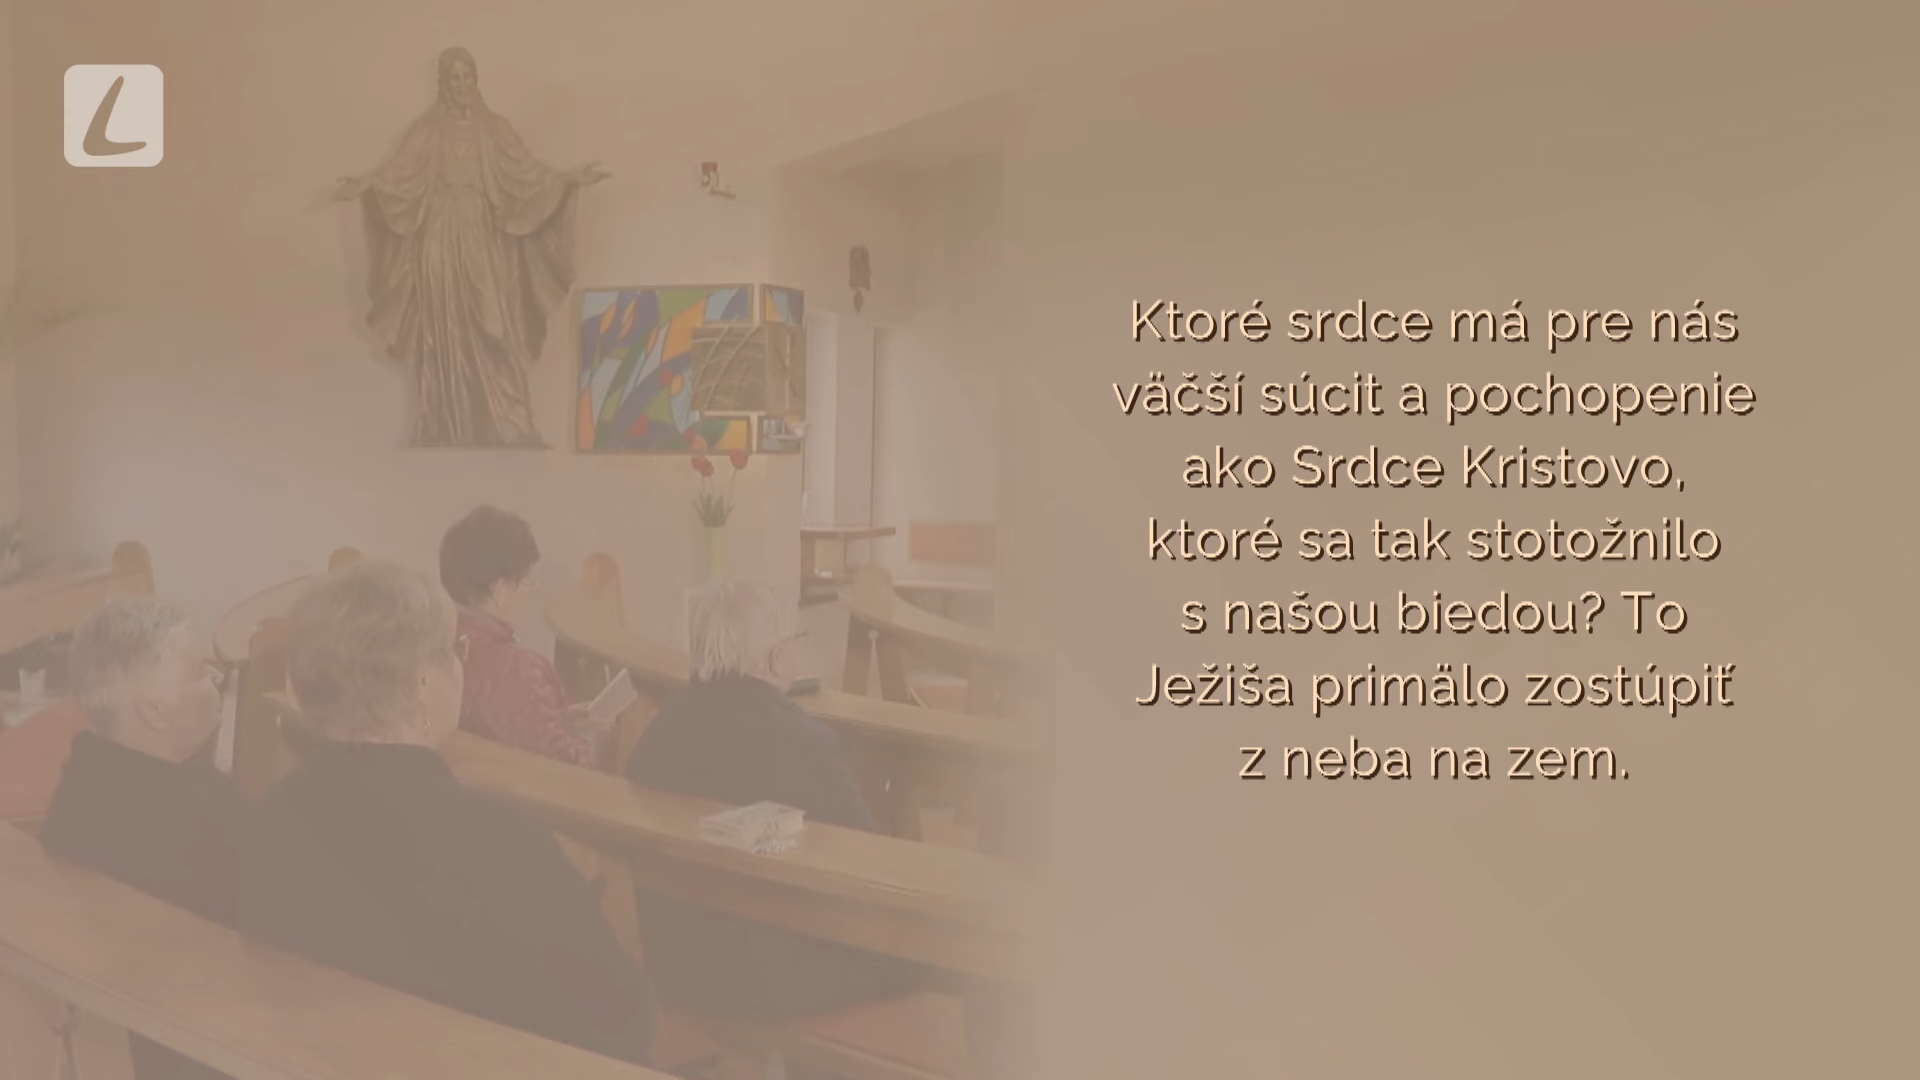 L
Ktoré srdce má pre nás
väčší súcit a pochopenie
ako Srdce Kristovo,
ktoré sa tak stotožnilo
s našou biedou? To
Ježiša primälo zostúpiť
z neba na zem.